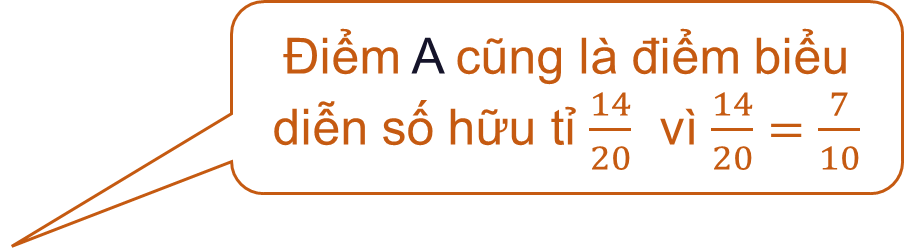 Điểm A cũng là điểm biểu
diễn số hữu tỉ 14/20 vì 14/20 = 7/10